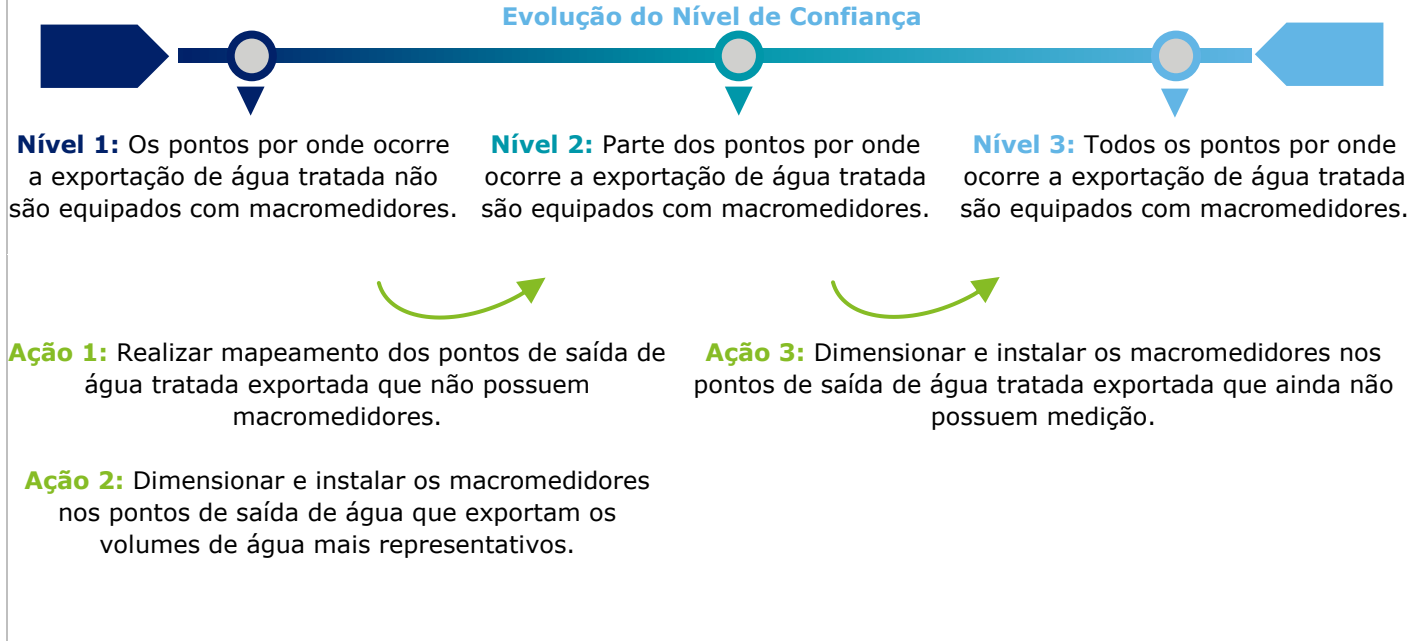 Evolução do Nível de Confiança
Nível 1: Os pontos por onde ocorre
a exportação de água tratada não
são equipados com macromedidores.
Nível 2: Parte dos pontos por onde
ocorre a exportação de água tratada
são equipados com macromedidores.
Nível 3: Todos os pontos por onde
ocorre a exportação de água tratada
são equipados com macromedidores.
Ação 1: Realizar mapeamento dos pontos de saída de
água tratada exportada que não possuem
macromedidores.
Ação 2: Dimensionar e instalar os macromedidores
nos pontos de saída de água que exportam os
volumes de água mais representativos.
Ação 3: Dimensionar e instalar os macromedidores nos
pontos de saída de água tratada exportada que ainda não
possuem medição.